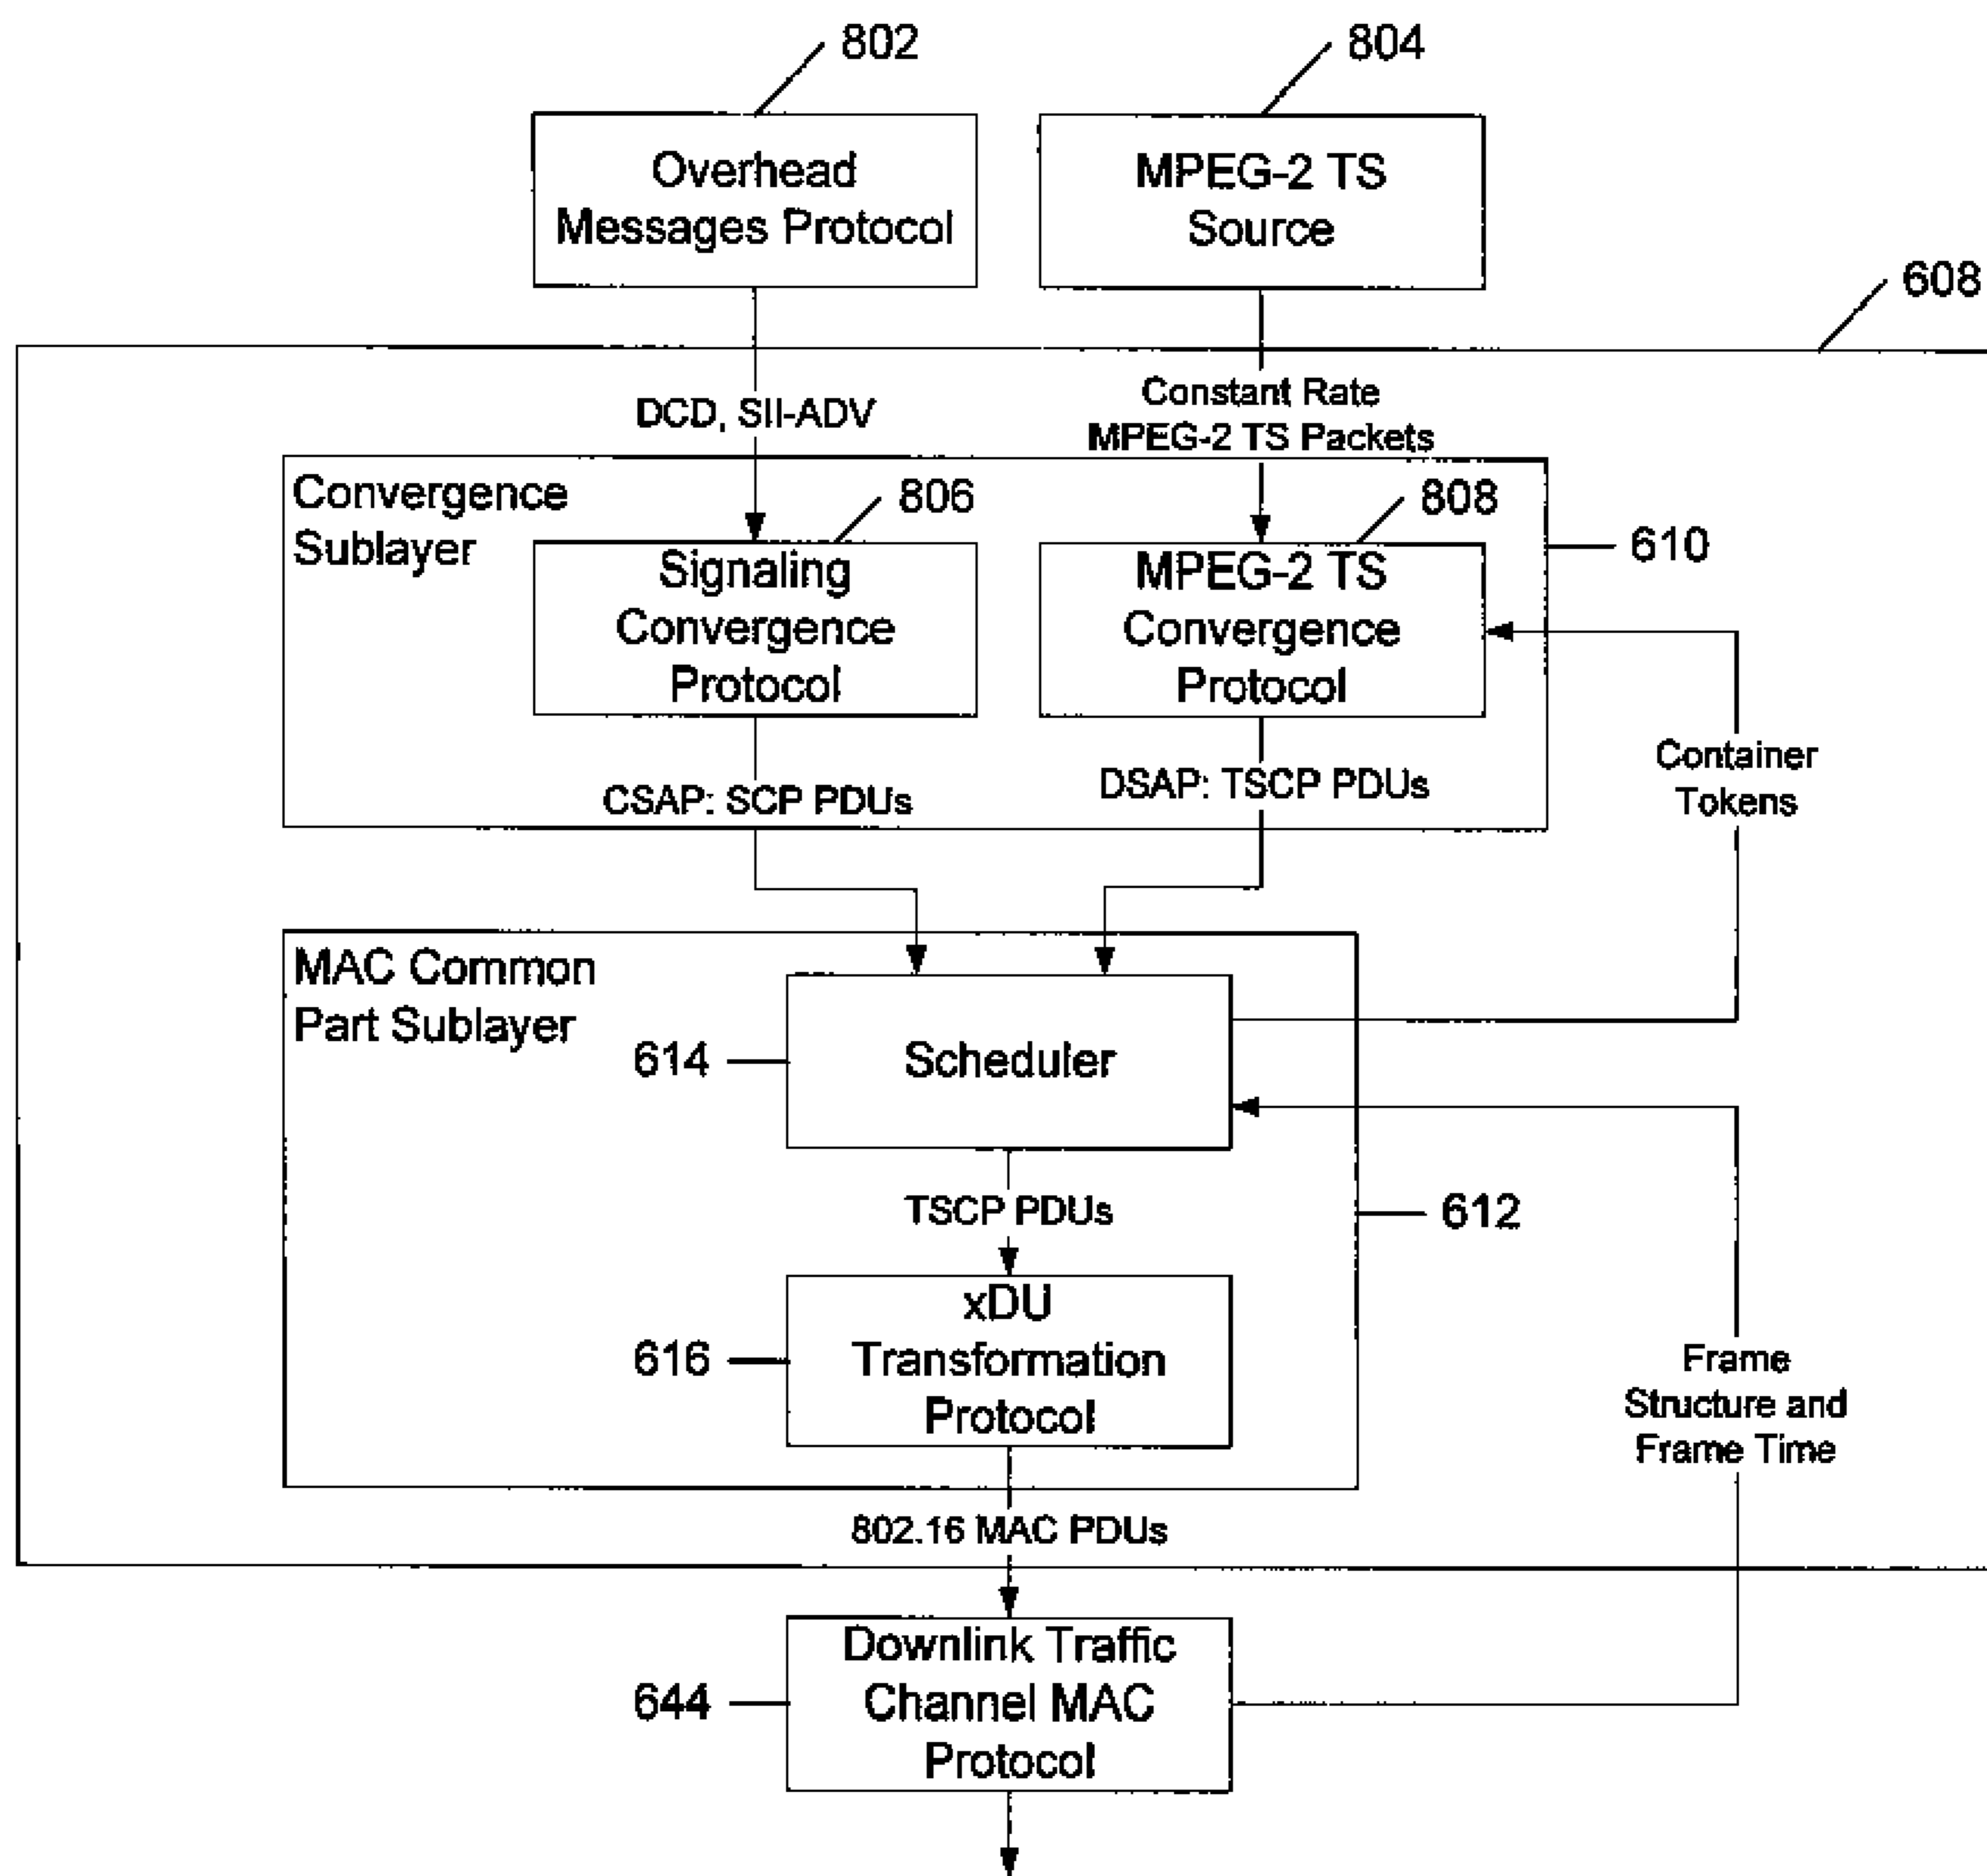 802
804
Overhead
Messages Protocol
MPEG-2 TS
Source
608
DCD, SII-ADV
Constant Rate
MPEG-2 TS Packets
Convergence
Sublayer
806
808
610
Signaling
Convergence
Protocol
MPEG-2 TS
Convergence
Protocol
CSAP: SCP PDUs
DSAP: TSCP PDUs
Container
Tokens
MAC Common
Part Sublayer
614
Scheduler
TSCP PDUs
612
616
xDU
Transformation
Protocol
Frame
Structure and
Frame Time
802.16 MAC PDUs
644
Downlink Traffic
Channel MAC
Protocol